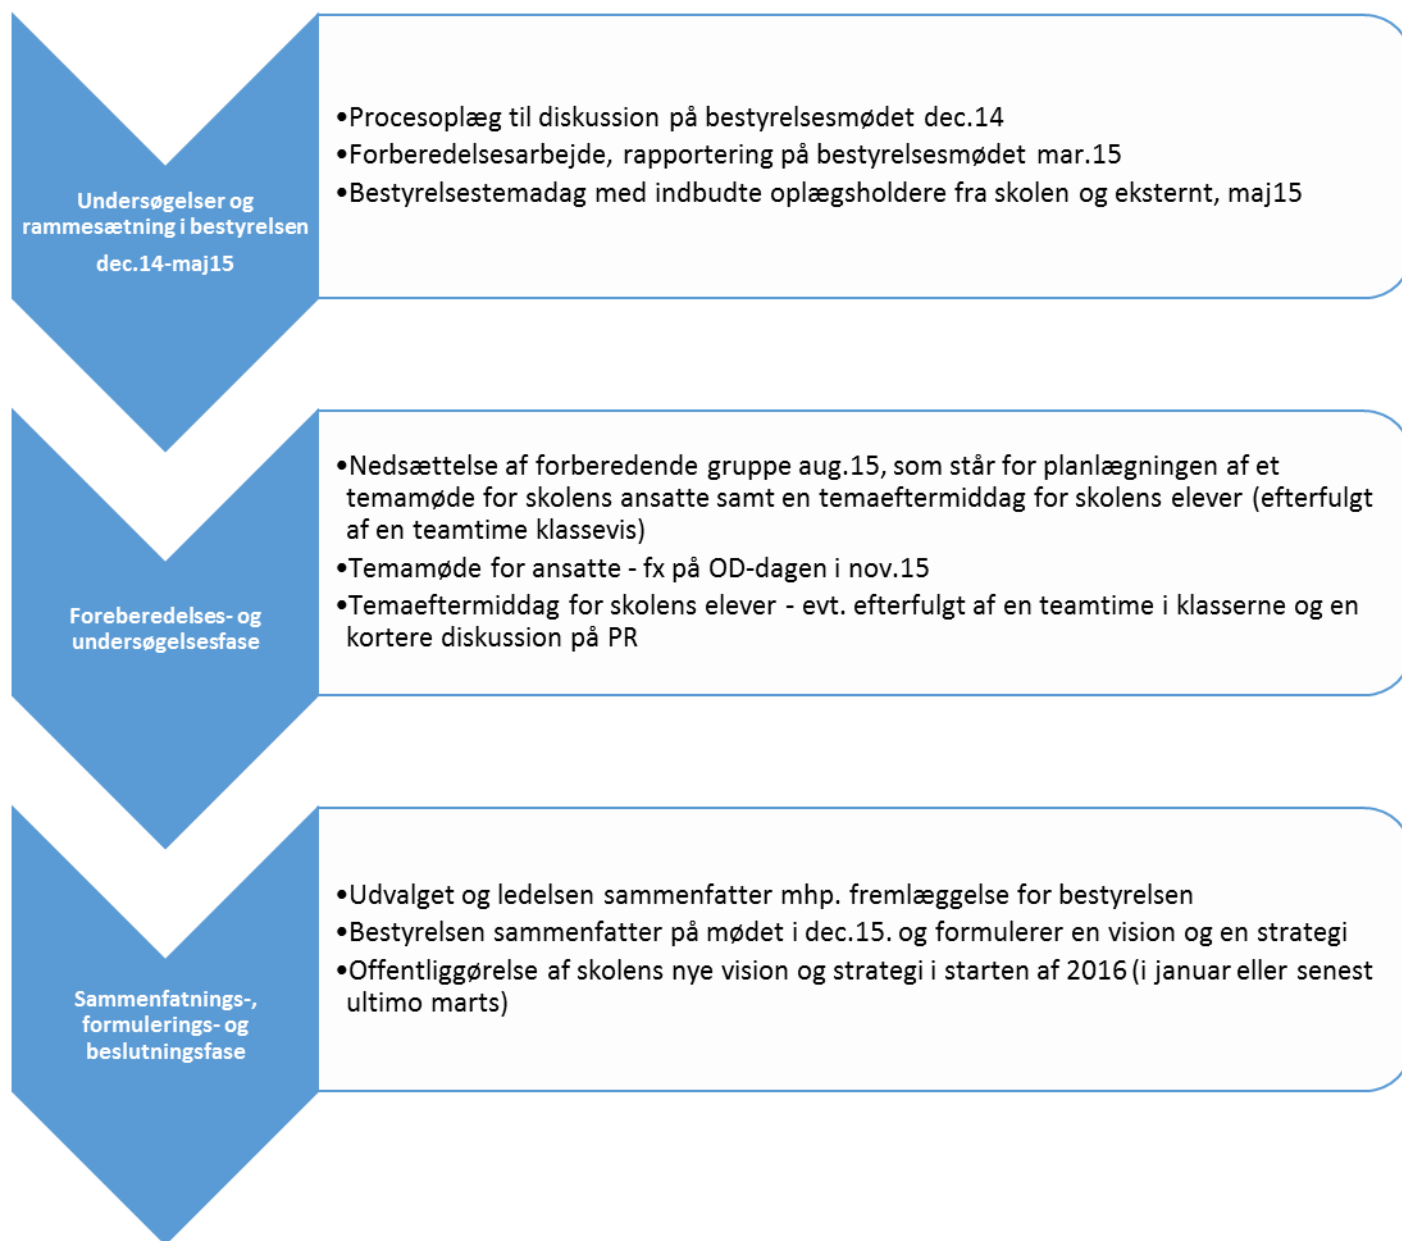 Undersøgelser og
rammesætning i bestyrelsen
dec.14-maj15
•Procesoplæg til diskussion på bestyrelsesmødet dec.14
•Forberedelsesarbejde, rapportering på bestyrelsesmødet mar.15
•Bestyrelsestemadag med indbudte oplægsholdere fra skolen og eksternt, maj15
Foreberedelses- og
undersøgelsesfase
•Nedsættelse af forberedende gruppe aug.15, som står for planlægningen af et
temamøde for skolens ansatte samt en temaeftermiddag for skolens elever (efterfulgt
af en teamtime klassevis)
•Temamøde for ansatte - fx på OD-dagen i nov.15
•Temaeftermiddag for skolens elever - evt. efterfulgt af en teamtime i klasserne og en
kortere diskussion på PR
Sammenfatnings-,
formulerings- og
beslutningsfase
•Udvalget og ledelsen sammenfatter mhp. fremlæggelse for bestyrelsen
•Bestyrelsen sammenfatter på mødet i dec.15. og formulerer en vision og en strategi
•Offentliggørelse af skolens nye vision og strategi i starten af 2016 (i januar eller senest
ultimo marts)